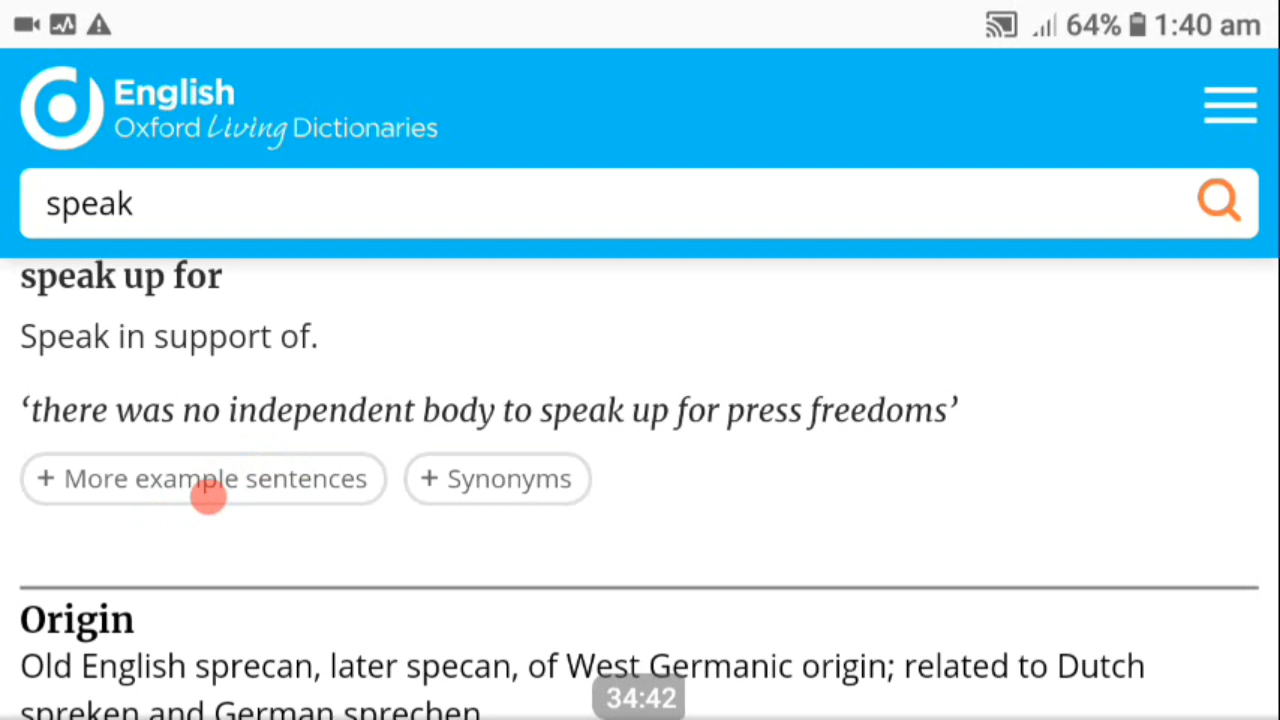 64% 1:40 am
English
Oxford Living Dictionaries
speak
speak up for
Speak in support of.
‘there was no independent body to speak up for press freedoms’
+ More example sentences + Synonyms
Origin
Old English sprecan, later specan, of West Germanic origin; related to Dutch
spreken and German sprechen
34:42